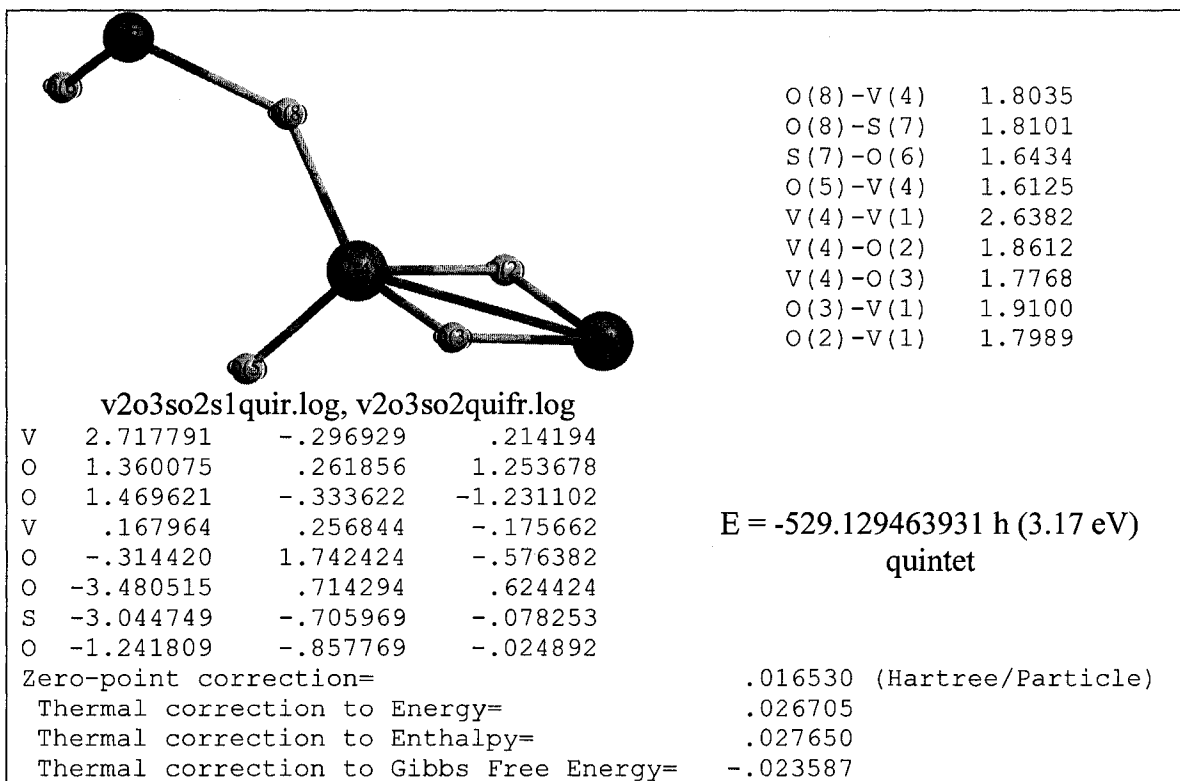 O(8)-V(4) 1.8035
O(8)-S(7) 1.8101
S(7)-O(6) 1.6434
O(5)-V(4) 1.6125
V(4)-V(1) 2.6382
V(4)-O(2) 1.8612
V(4)-O(3) 1.7768
O(3)-V(1) 1.9100
O(2)-V(1) 1.7989
v2o3so2s1quir.log, v2o3so2quifr.log
V 2.717791 -.296929 .214194
O 1.360075 .261856 1.253678
O 1.469621 -.333622 -1.231102
V .167964 .256844 -.175662
O -.314420 1.742424 -.576382
O -3.480515 .714294 .624424
S -3.044749 -.705969 -.078253
O -1.241809 -.857769 -.024892
E = -529.129463931 h (3.17 eV)
quintet
Zero-point correction= .016530 (Hartree/Particle)
Thermal correction to Energy= .026705
Thermal correction to Enthalpy= .027650
Thermal correction to Gibbs Free Energy= -.023587